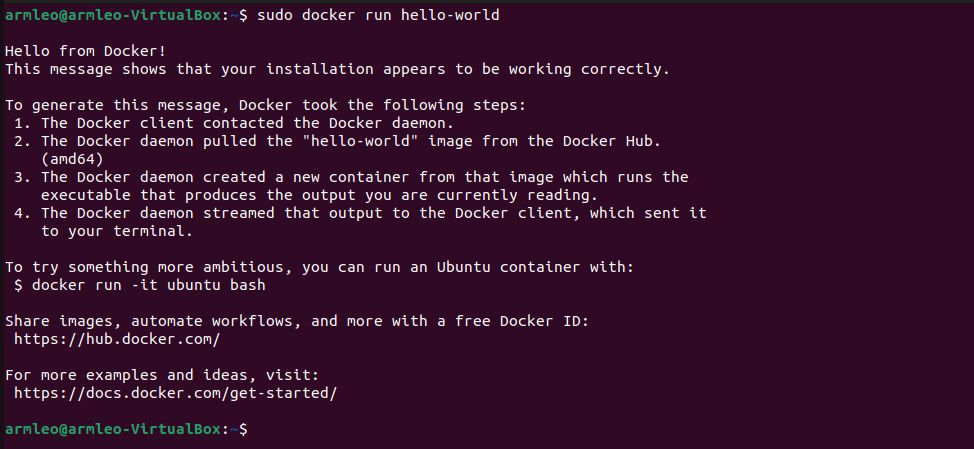 armleo@armleo-VirtualBox:~$ sudo docker run hello-world
Hello from Docker!
This message shows that your installation appears to be working correctly.
To generate this message, Docker took the following steps:
1. The Docker client contacted the Docker daemon.
2. The Docker daemon pulled the "hello-world" image from the Docker Hub.
(amd64)
3. The Docker daemon created a new container from that image which runs the
executable that produces the output you are currently reading.
4. The Docker daemon streamed that output to the Docker client, which sent it
to your terminal.
To try something more ambitious, you can run an Ubuntu container with:
$ docker run -it ubuntu bash
Share images, automate workflows, and more with a free Docker ID:
https://hub.docker.com/
For more examples and ideas, visit:
https://docs.docker.com/get-started/
armleo@armleo-VirtualBox:~$